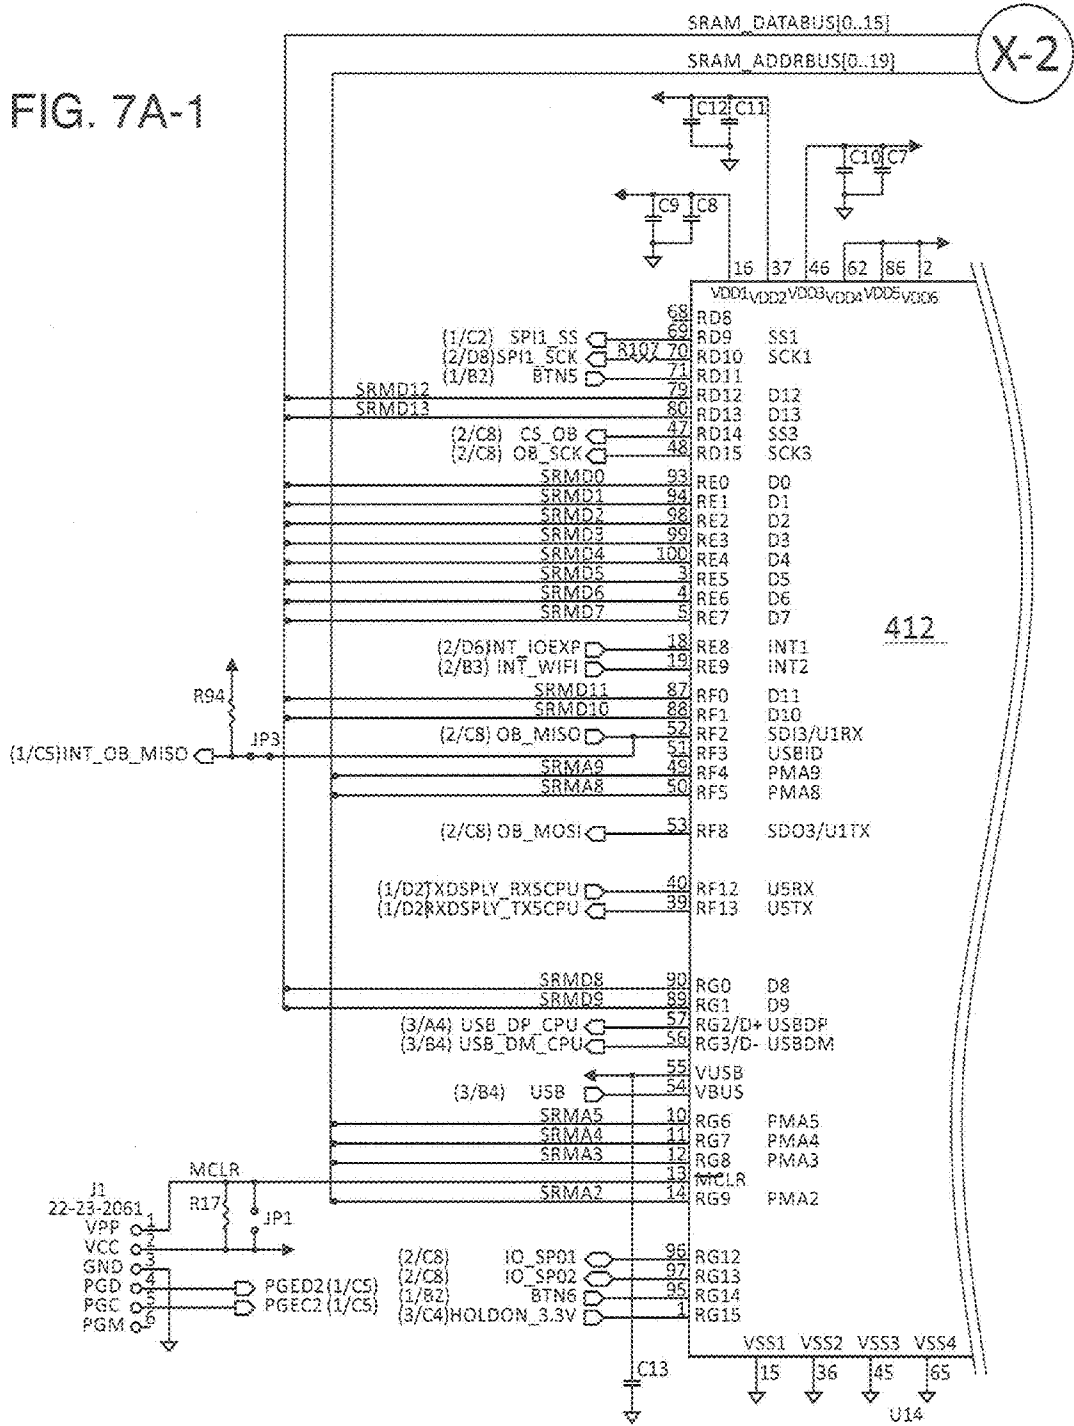 SRAM_DATABUS[0..15]
X-2
SRAM_ADDRBUS[0..19]
FIG. 7A-1
C12 C11
C10 C7
C9 C8
16 37 46 62 86 2
VDD1 VDD2 VDD3 VDD4 VDD5 VDD6
68 RD8
(1/C2) SPI1_SS 69 RD9 SS1
(2/D8)SPI1_SCK R107 70 RD10 SCK1
(1/B2) BTN5 71 RD11
SRMD12 79 RD12 D12
SRMD13 80 RD13 D13
(2/C8) CS_OB 47 RD14 SS3
(2/C8) OB_SCK 48 RD15 SCK3
SRMD0 93 RE0 D0
SRMD1 94 RE1 D1
SRMD2 98 RE2 D2
SRMD3 99 RE3 D3
SRMD4 100 RE4 D4
SRMD5 3 RE5 D5
SRMD6 4 RE6 D6
SRMD7 5 RE7 D7
412
(2/D6)INT_IOEXP 18 RE8 INT1
(2/B3) INT_WIFI 19 RE9 INT2
R94
SRMD11 87 RF0 D11
SRMD10 88 RF1 D10
(2/C8) OB_MISO 52 RF2 SDI3/U1RX
JP3
(1/C5)INT_OB_MISO 51 RF3 USBID
SRMA9 49 RF4 PMA9
SRMA8 50 RF5 PMA8
(2/C8) OB_MOSI 53 RF8 SDO3/U1TX
(1/D2)TXDSPLY_RX5CPU 40 RF12 U5RX
(1/D2)RXDSPLY_TX5CPU 39 RF13 U5TX
SRMD8 90 RG0 D8
SRMD9 89 RG1 D9
(3/A4) USB_DP_CPU 57 RG2/D+ USBDP
(3/B4) USB_DM_CPU 56 RG3/D- USBDM
55 VUSB
(3/B4) USB 54 VBUS
SRMA5 10 RG6 PMA5
SRMA4 11 RG7 PMA4
SRMA3 12 RG8 PMA3
MCLR 13 MCLR
SRMA2 14 RG9 PMA2
J1
22-23-2061
R17
JP1
VPP 1
VCC 2
GND 3
PGD 4 PGED2(1/C5)
PGC 5 PGEC2(1/C5)
PGM 6
(2/C8) IO_SP01 96 RG12
(2/C8) IO_SP02 97 RG13
(1/B2) BTN6 95 RG14
(3/C4)HOLDON_3.3V 1 RG15
VSS1 VSS2 VSS3 VSS4
C13
15 36 45 65
U14